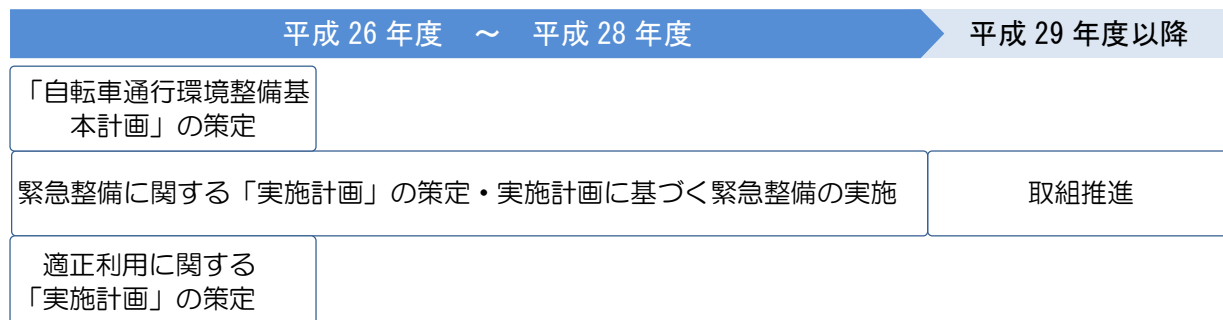 平成 26 年度　～　平成 28 年度
平成 29 年度以降
「自転車通行環境整備基
本計画」の策定
緊急整備に関する「実施計画」の策定・実施計画に基づく緊急整備の実施
取組推進
適正利用に関する
「実施計画」の策定